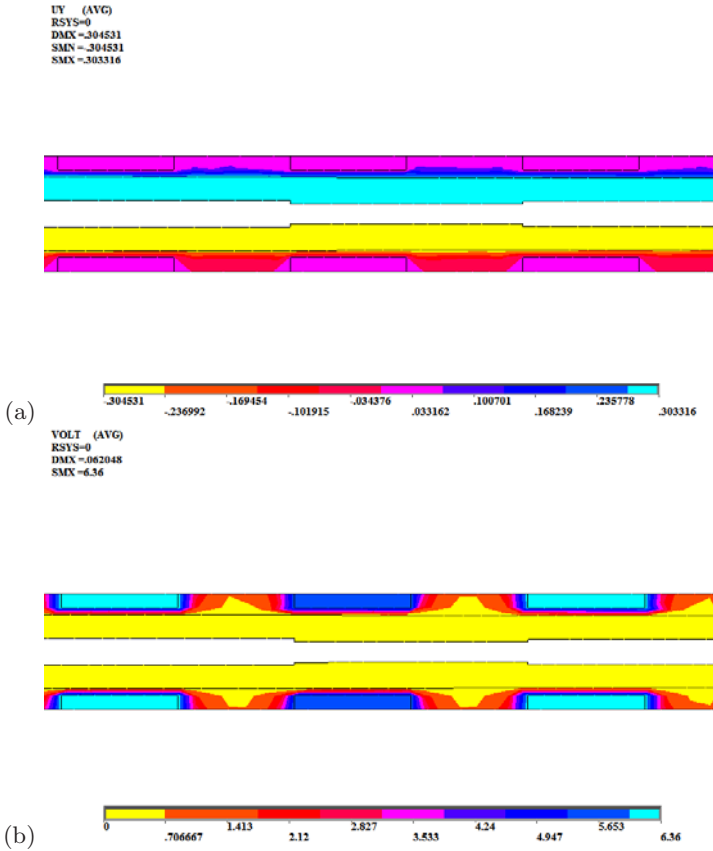 UY (AVG)
RSYS=0
DMX =.304531
SMN =-.304531
SMX =.303316
(a)
-.304531 -.169454 -.034376 .100701 .235778
-.236992 -.101915 .033162 .168239 .303316
VOLT (AVG)
RSYS=0
DMX =.062048
SMX =6.36
(b)
0 1.413 2.827 4.24 5.653
.706667 2.12 3.533 4.947 6.36